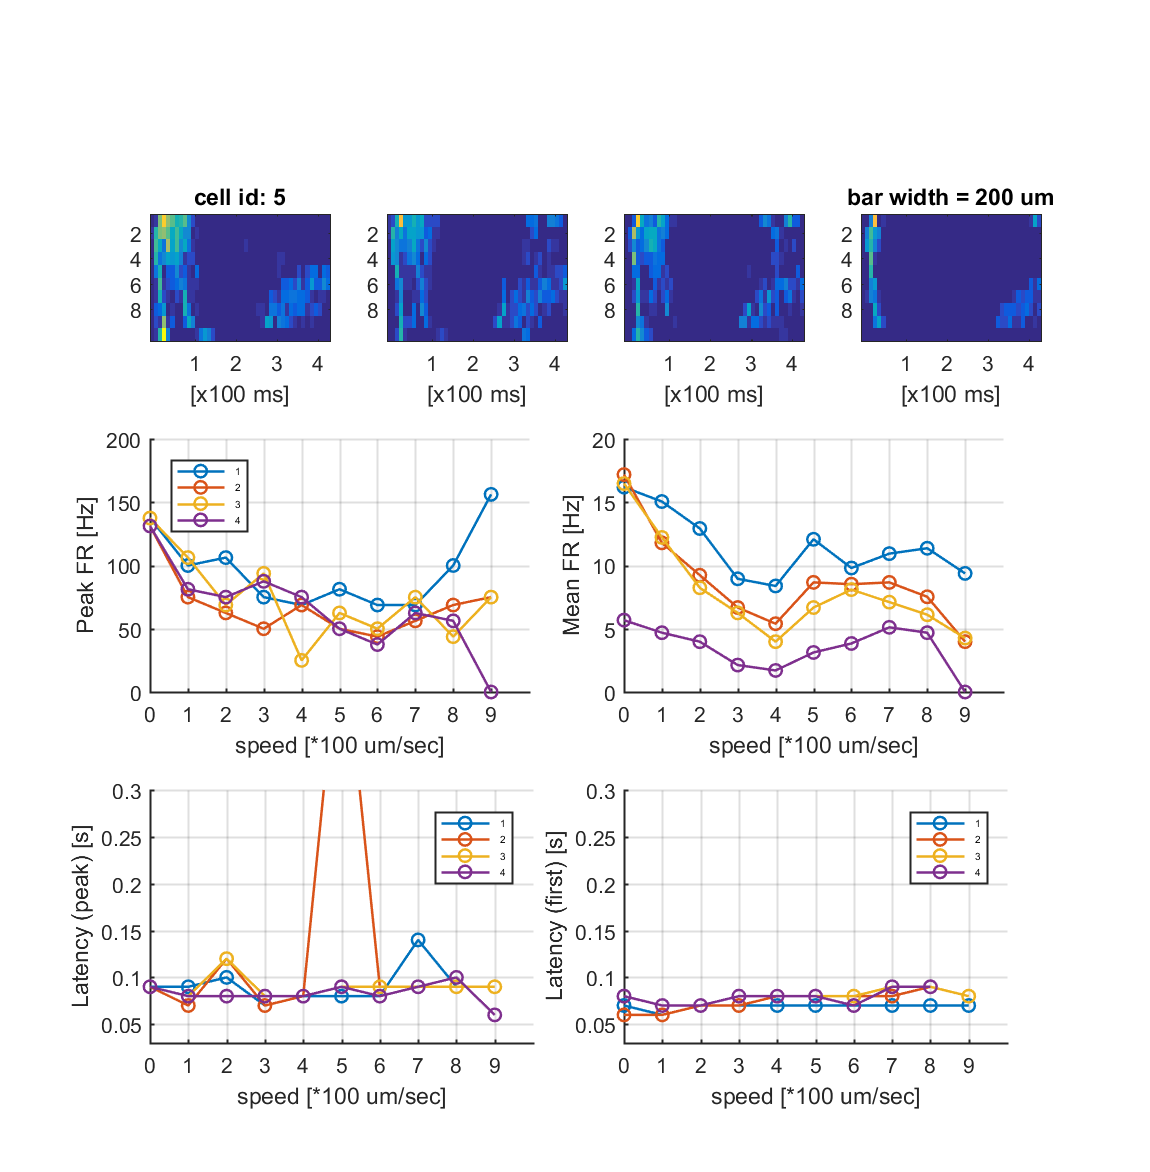 cell id: 5
bar width = 200 um
2 4 6 8
2 4 6 8
2 4 6 8
2 4 6 8
1 2 3 4
1 2 3 4
1 2 3 4
1 2 3 4
[x100 ms]
[x100 ms]
[x100 ms]
[x100 ms]
Peak FR [Hz]
200
150
100
50
0
1
2
3
4
0 1 2 3 4 5 6 7 8 9
speed [*100 um/sec]
Mean FR [Hz]
20
15
10
5
0
0 1 2 3 4 5 6 7 8 9
speed [*100 um/sec]
Latency (peak) [s]
0.3
0.25
0.2
0.15
0.1
0.05
1
2
3
4
0 1 2 3 4 5 6 7 8 9
speed [*100 um/sec]
Latency (first) [s]
0.3
0.25
0.2
0.15
0.1
0.05
1
2
3
4
0 1 2 3 4 5 6 7 8 9
speed [*100 um/sec]